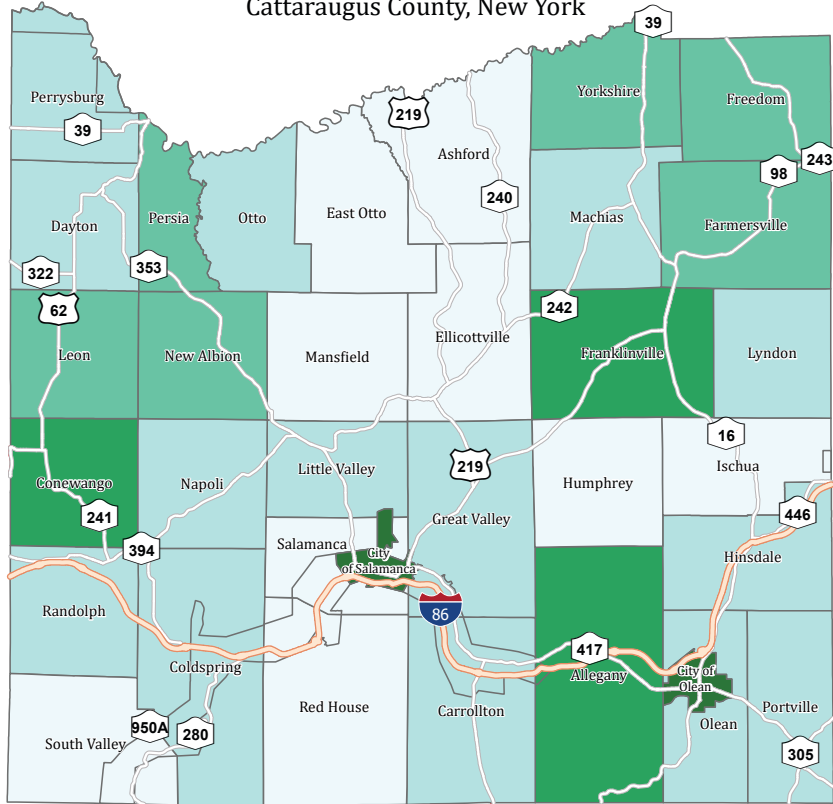 Cattaraugus County, New York
39
Perrysburg
39
Yorkshire
Freedom
219
Ashford
243
98
240
Dayton
Persia
Otto
East Otto
Machias
Farmersville
322
353
62
242
Leon
New Albion
Mansfield
Ellicottville
Franklinville
Lyndon
16
Conewango
Napoli
Little Valley
219
Humphrey
Ischua
241
Great Valley
446
394
Salamanca
City
of Salamanca
Hinsdale
Randolph
86
417
Coldspring
Allegany
City of
Olean
Red House
Carrollton
Portville
Olean
950A
South Valley
280
305